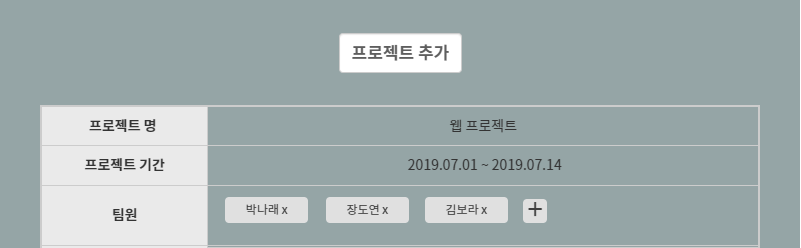 프로젝트 추가
프로젝트 명 웹 프로젝트
프로젝트 기간 2019.07.01 ~ 2019.07.14
팀원 박나래 x 장도연 x 김보라 x +